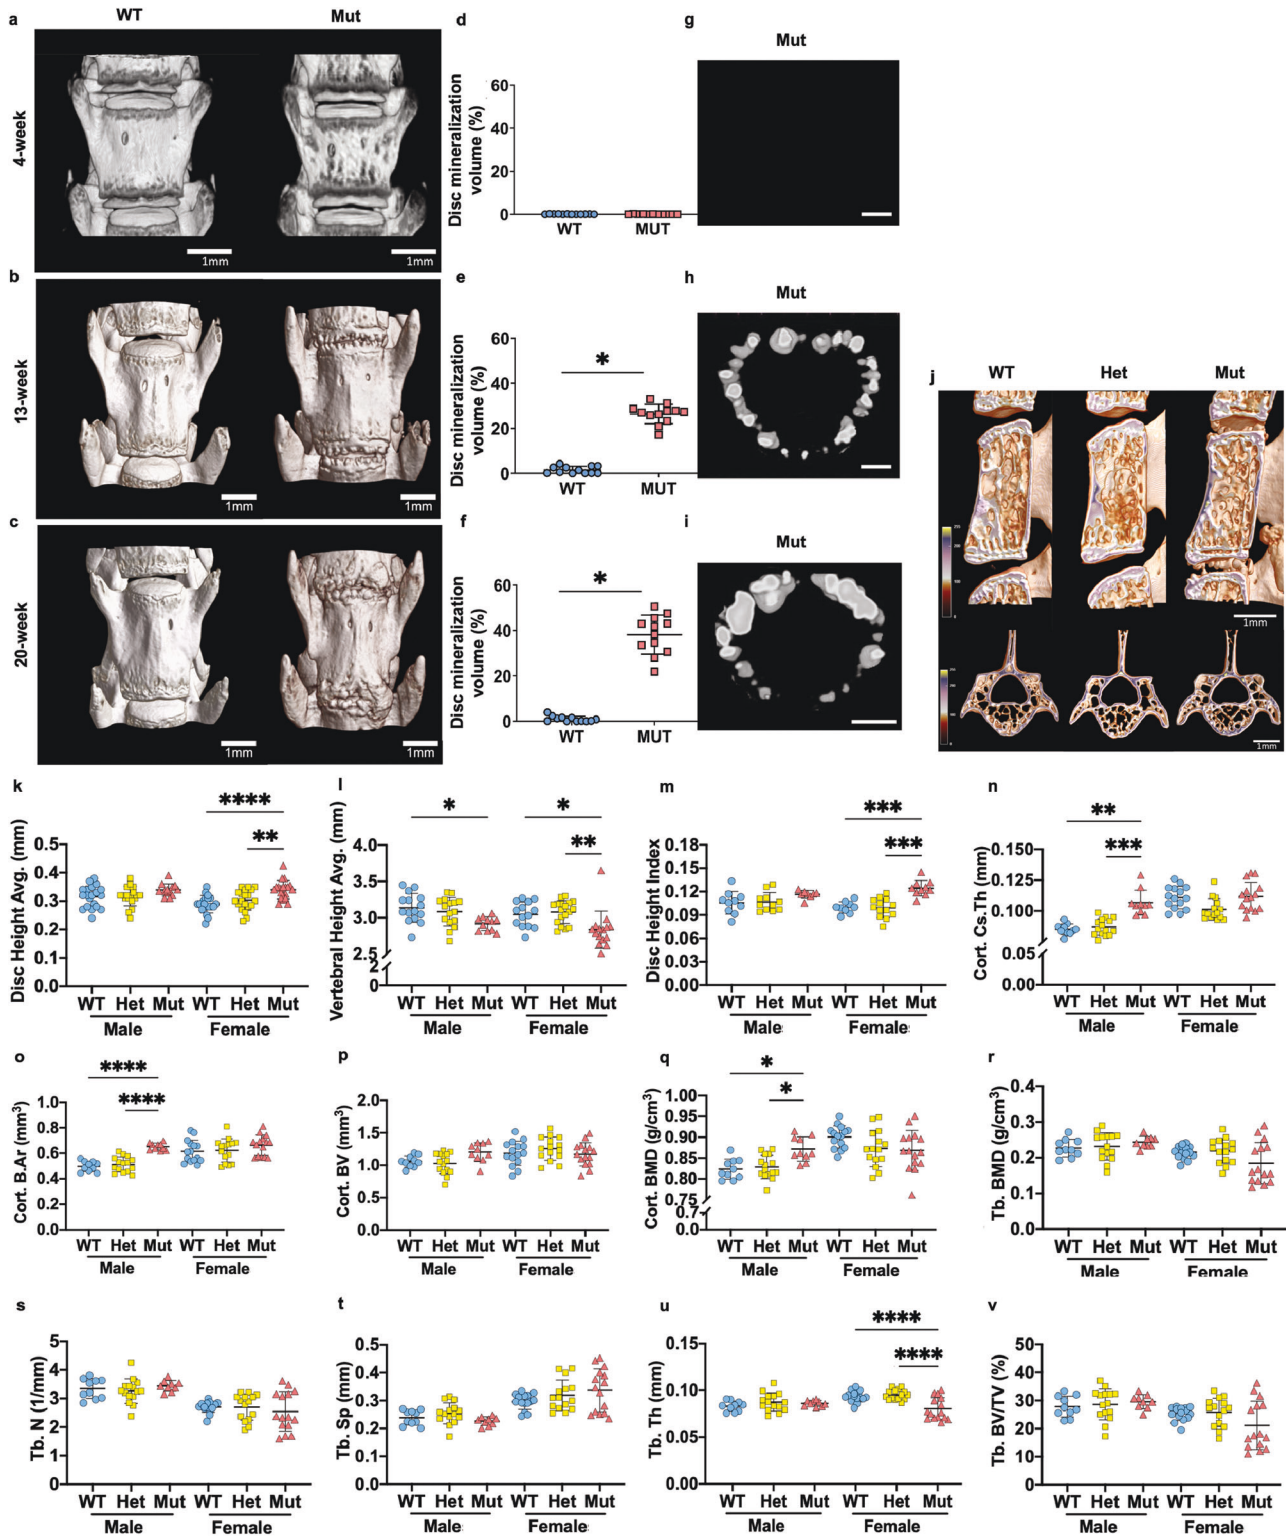 a
WT
Mut
4-week
1mm
1mm
b
13-week
1mm
1mm
c
20-week
1mm
1mm
d
Disc mineralization volume (%)
60
40
20
0
WT
MUT
e
Disc mineralization volume (%)
60
40
20
0
*
WT
MUT
f
Disc mineralization volume (%)
60
40
20
0
*
WT
MUT
g
Mut
h
Mut
i
Mut
j
WT
Het
Mut
1mm
1mm
k
Disc Height Avg. (mm)
0.5
0.4
0.3
0.2
0.1
0.0
****
**
WT Het Mut WT Het Mut
Male Female
l
Vertebral Height Avg. (mm)
4.0
3.5
3.0
2.5
2
0
*
*
**
WT Het Mut WT Het Mut
Male Female
m
Disc Height Index
0.18
0.15
0.12
0.09
0.06
0.03
0.00
***
***
WT Het Mut WT Het Mut
Male Female
n
Cort. Cs.Th (mm)
0.150
0.125
0.100
0.05
0.00
**
***
WT Het Mut WT Het Mut
Male Female
o
Cort. B.Ar (mm³)
1.0
0.8
0.6
0.4
0.2
0.0
****
****
WT Het Mut WT Het Mut
Male Female
p
Cort. BV (mm³)
2.0
1.5
1.0
0.5
0.0
WT Het Mut WT Het Mut
Male Female
q
Cort. BMD (g/cm³)
1.00
0.95
0.90
0.85
0.80
0.75
0.7
0.0
*
*
WT Het Mut WT Het Mut
Male Female
r
Tb. BMD (g/cm³)
0.4
0.3
0.2
0.1
0.0
WT Het Mut WT Het Mut
Male Female
s
Tb. N (1/mm)
5
4
3
2
1
0
WT Het Mut WT Het Mut
Male Female
t
Tb. Sp (mm)
0.5
0.4
0.3
0.2
0.1
0.0
WT Het Mut WT Het Mut
Male Female
u
Tb. Th (mm)
0.15
0.10
0.05
0.00
****
****
WT Het Mut WT Het Mut
Male Female
v
Tb. BV/TV (%)
50
40
30
20
10
0
WT Het Mut WT Het Mut
Male Female